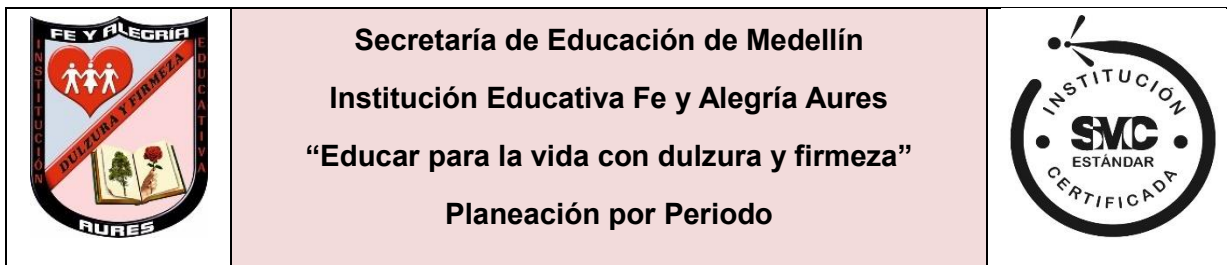 FE Y ALEGRÍA
INSTITUCIÓN
EDUCATIVA
DULZURA Y FIRMEZA
AURES
Secretaría de Educación de Medellín
Institución Educativa Fe y Alegría Aures
“Educar para la vida con dulzura y firmeza”
Planeación por Periodo
INSTITUCIÓN
SMC
ESTÁNDAR
CERTIFICADA